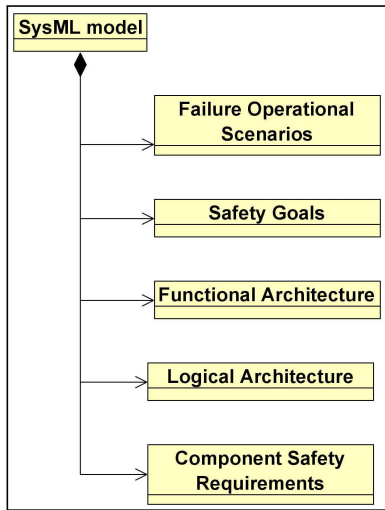 SysML model
Failure Operational
Scenarios
Safety Goals
Functional Architecture
Logical Architecture
Component Safety
Requirements